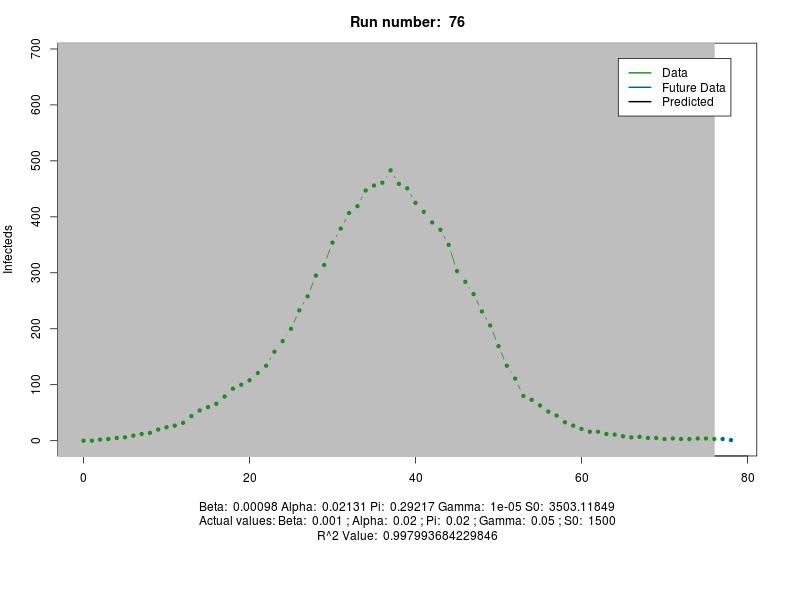 Run number: 76
700
600
500
400
300
200
100
0
Infecteds
Data
Future Data
Predicted
0 20 40 60 80
Beta: 0.00098 Alpha: 0.02131 Pi: 0.29217 Gamma: 1e-05 S0: 3503.11849
Actual values: Beta: 0.001 ; Alpha: 0.02 ; Pi: 0.02 ; Gamma: 0.05 ; S0: 1500
R^2 Value: 0.997993684229846